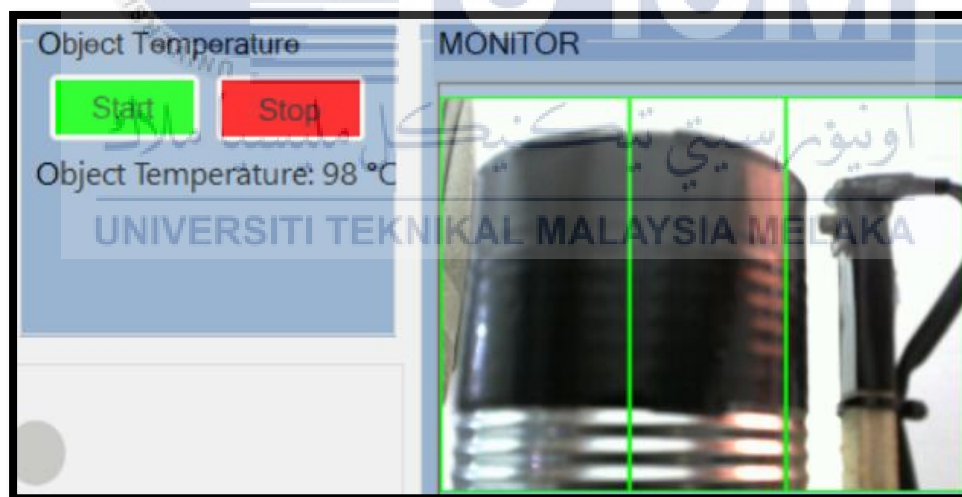 Object Temperature
MONITOR
Start
Stop
Object Temperature: 98 °C
اونيۏرسيتي تيكنيكل مليسيا ملاك
UNIVERSITI TEKNIKAL MALAYSIA MELAKA